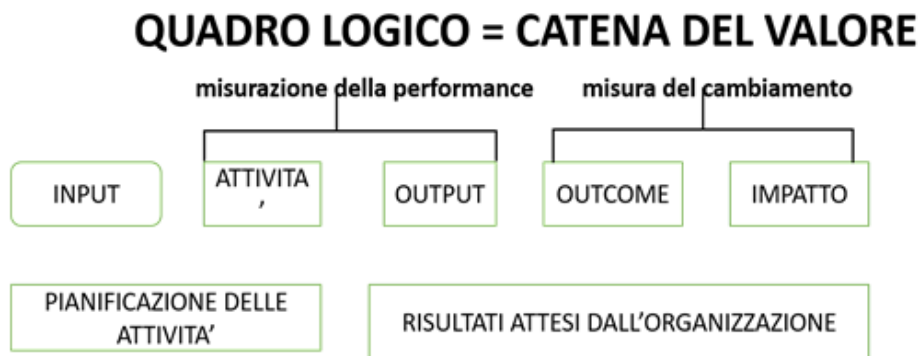 QUADRO LOGICO = CATENA DEL VALORE
misurazione della performance
misura del cambiamento
INPUT
ATTIVITA
’
OUTPUT
OUTCOME
IMPATTO
PIANIFICAZIONE DELLE
ATTIVITA’
RISULTATI ATTESI DALL’ORGANIZZAZIONE